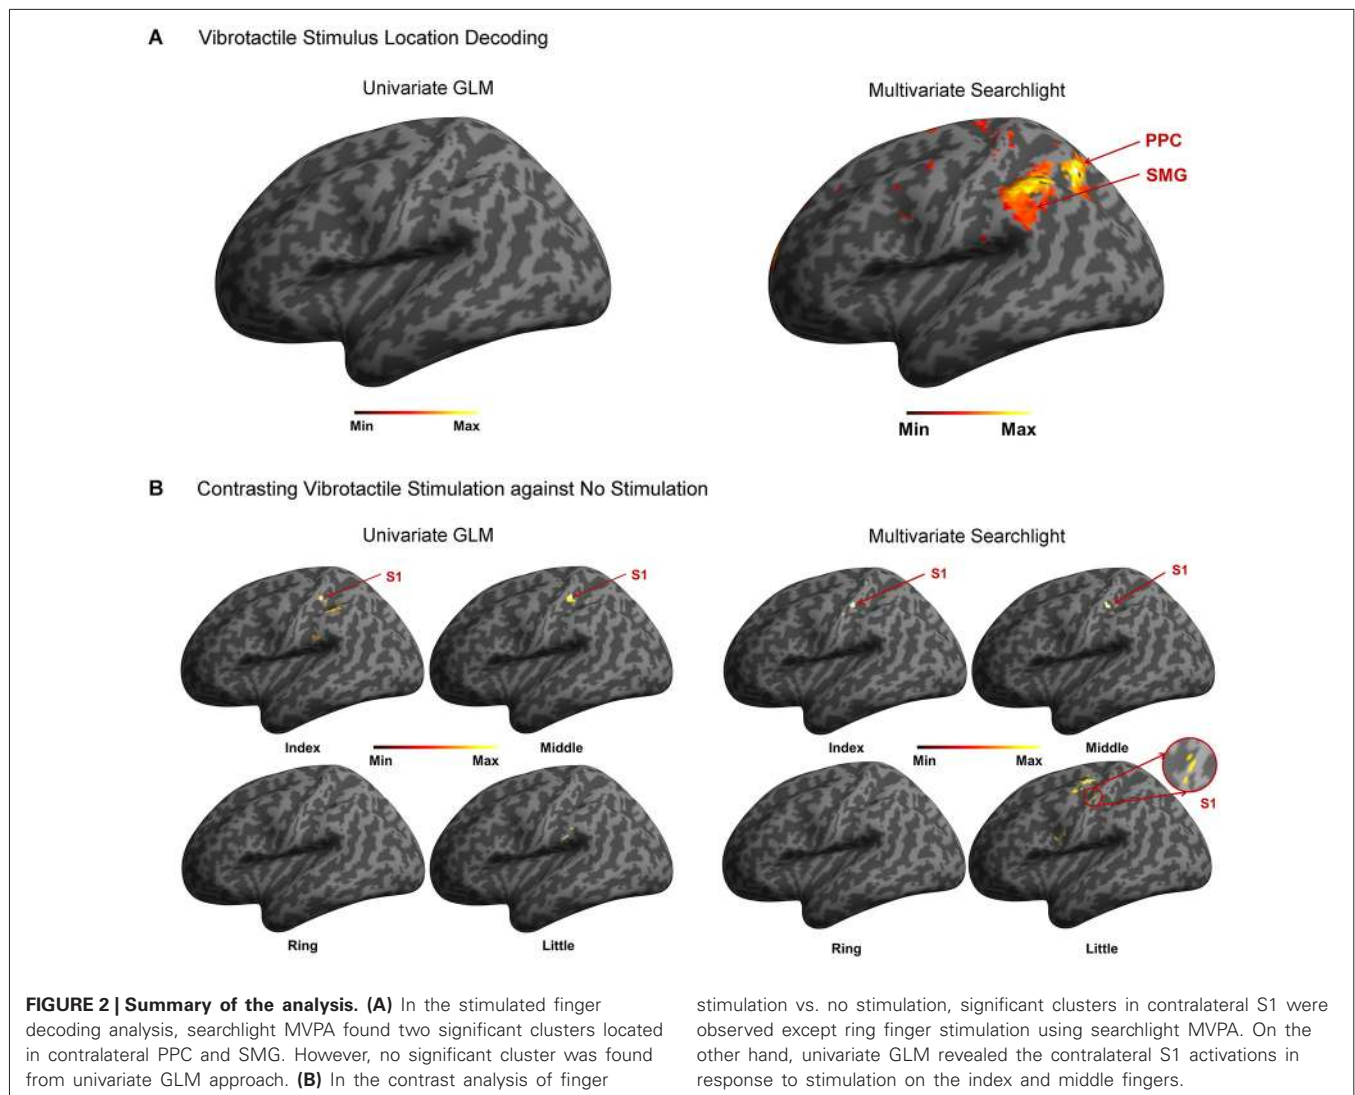 A Vibrotactile Stimulus Location Decoding
Univariate GLM
Multivariate Searchlight
PPC
SMG
Min Max
Min Max
B Contrasting Vibrotactile Stimulation against No Stimulation
Univariate GLM
Multivariate Searchlight
S1
S1
S1
S1
Index
Min Max
Middle
Index
Min Max
Middle
S1
Ring
Little
Ring
Little
FIGURE 2 | Summary of the analysis. (A) In the stimulated finger
decoding analysis, searchlight MVPA found two significant clusters located
in contralateral PPC and SMG. However, no significant cluster was found
from univariate GLM approach. (B) In the contrast analysis of finger
stimulation vs. no stimulation, significant clusters in contralateral S1 were
observed except ring finger stimulation using searchlight MVPA. On the
other hand, univariate GLM revealed the contralateral S1 activations in
response to stimulation on the index and middle fingers.